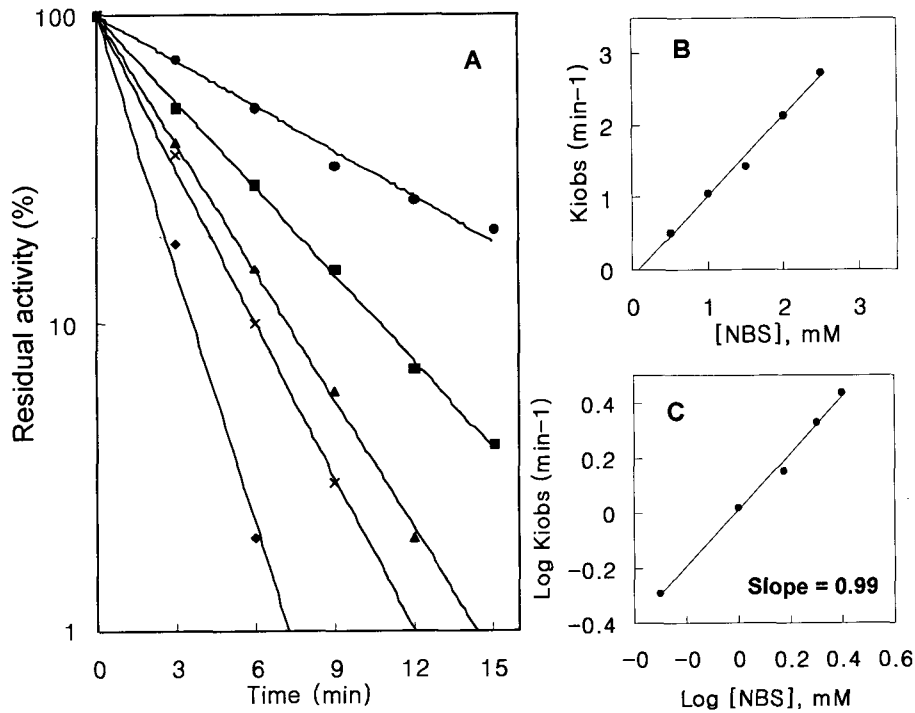 A
Residual activity (%)
100
10
1
0 3 6 9 12 15
Time (min)
B
Kiobs (min-1)
3
2
1
0
0 1 2 3
[NBS], mM
C
Log Kiobs (min-1)
0.4
0.2
0
-0.2
-0.4
Slope = 0.99
-0 -0 0 0.2 0.4 0.6
Log [NBS], mM